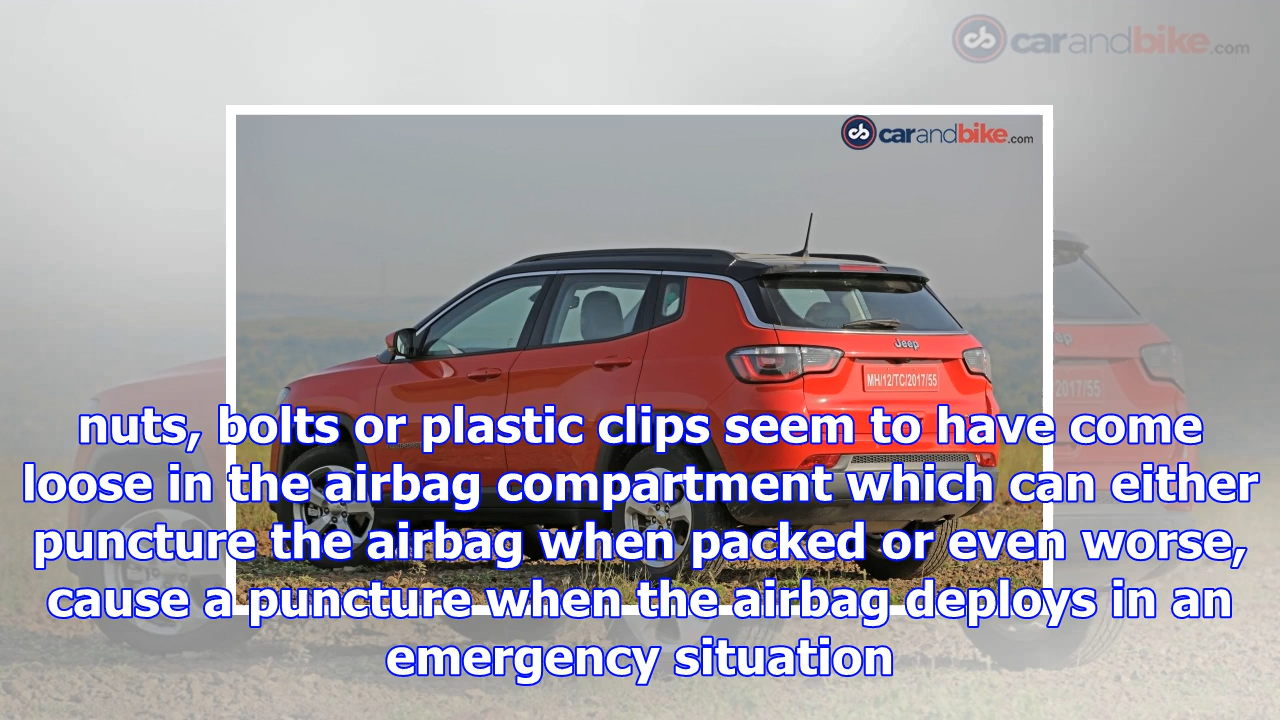 carandbike.com
carandbike.com
Jeep
MH/12/TC/2017/55
2017/55
nuts, bolts or plastic clips seem to have come
loose in the airbag compartment which can either
puncture the airbag when packed or even worse,
cause a puncture when the airbag deploys in an
emergency situation